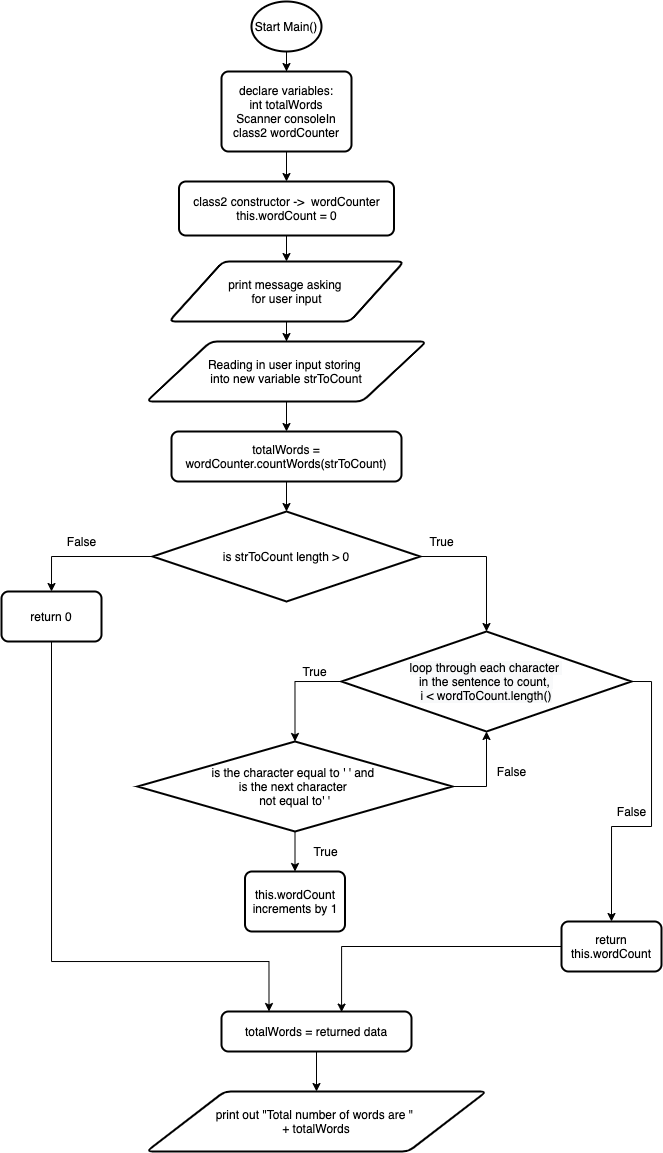 Start Main()
declare variables:
int totalWords
Scanner consoleIn
class2 wordCounter
class2 constructor -> wordCounter
this.wordCount = 0
print message asking
for user input
Reading in user input storing
into new variable strToCount
totalWords =
wordCounter.countWords(strToCount)
is strToCount length > 0
False
True
return 0
loop through each character
in the sentence to count,
i < wordToCount.length()
True
is the character equal to ' ' and
is the next character
not equal to' '
False
False
True
this.wordCount
increments by 1
return
this.wordCount
totalWords = returned data
print out "Total number of words are "
+ totalWords